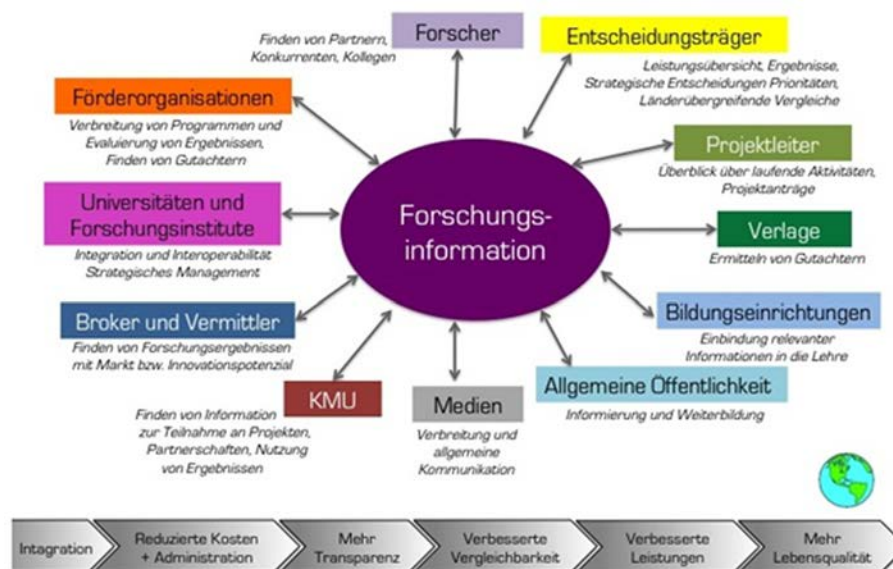 Forscher
Finden von Partnern,
Konkurrenten, Kollegen
Entscheidungsträger
Leistungsübersicht, Ergebnisse,
Strategische Entscheidungen Prioritäten,
Länderübergreifende Vergleiche
Förderorganisationen
Verbreitung von Programmen und
Evaluierung von Ergebnissen,
Finden von Gutachtern
Projektleiter
Überblick über laufende Aktivitäten,
Projektanträge
Universitäten und
Forschungsinstitute
Integration und Interoperabilität
Strategisches Management
Forschungs-
information
Verlage
Ermitteln von Gutachtern
Broker und Vermittler
Finden von Forschungsergebnissen
mit Markt bzw. Innovationspotenzial
Bildungseinrichtungen
Einbindung relevanter
Informationen in die Lehre
KMU
Finden von Information
zur Teilnahme an Projekten,
Partnerschaften, Nutzung
von Ergebnissen
Medien
Verbreitung und
allgemeine
Kommunikation
Allgemeine Öffentlichkeit
Informierung und Weiterbildung
Intagration
Reduzierte Kosten
+ Administration
Mehr
Transparenz
Verbesserte
Vergleichbarkeit
Verbesserte
Leistungen
Mehr
Lebensqualität